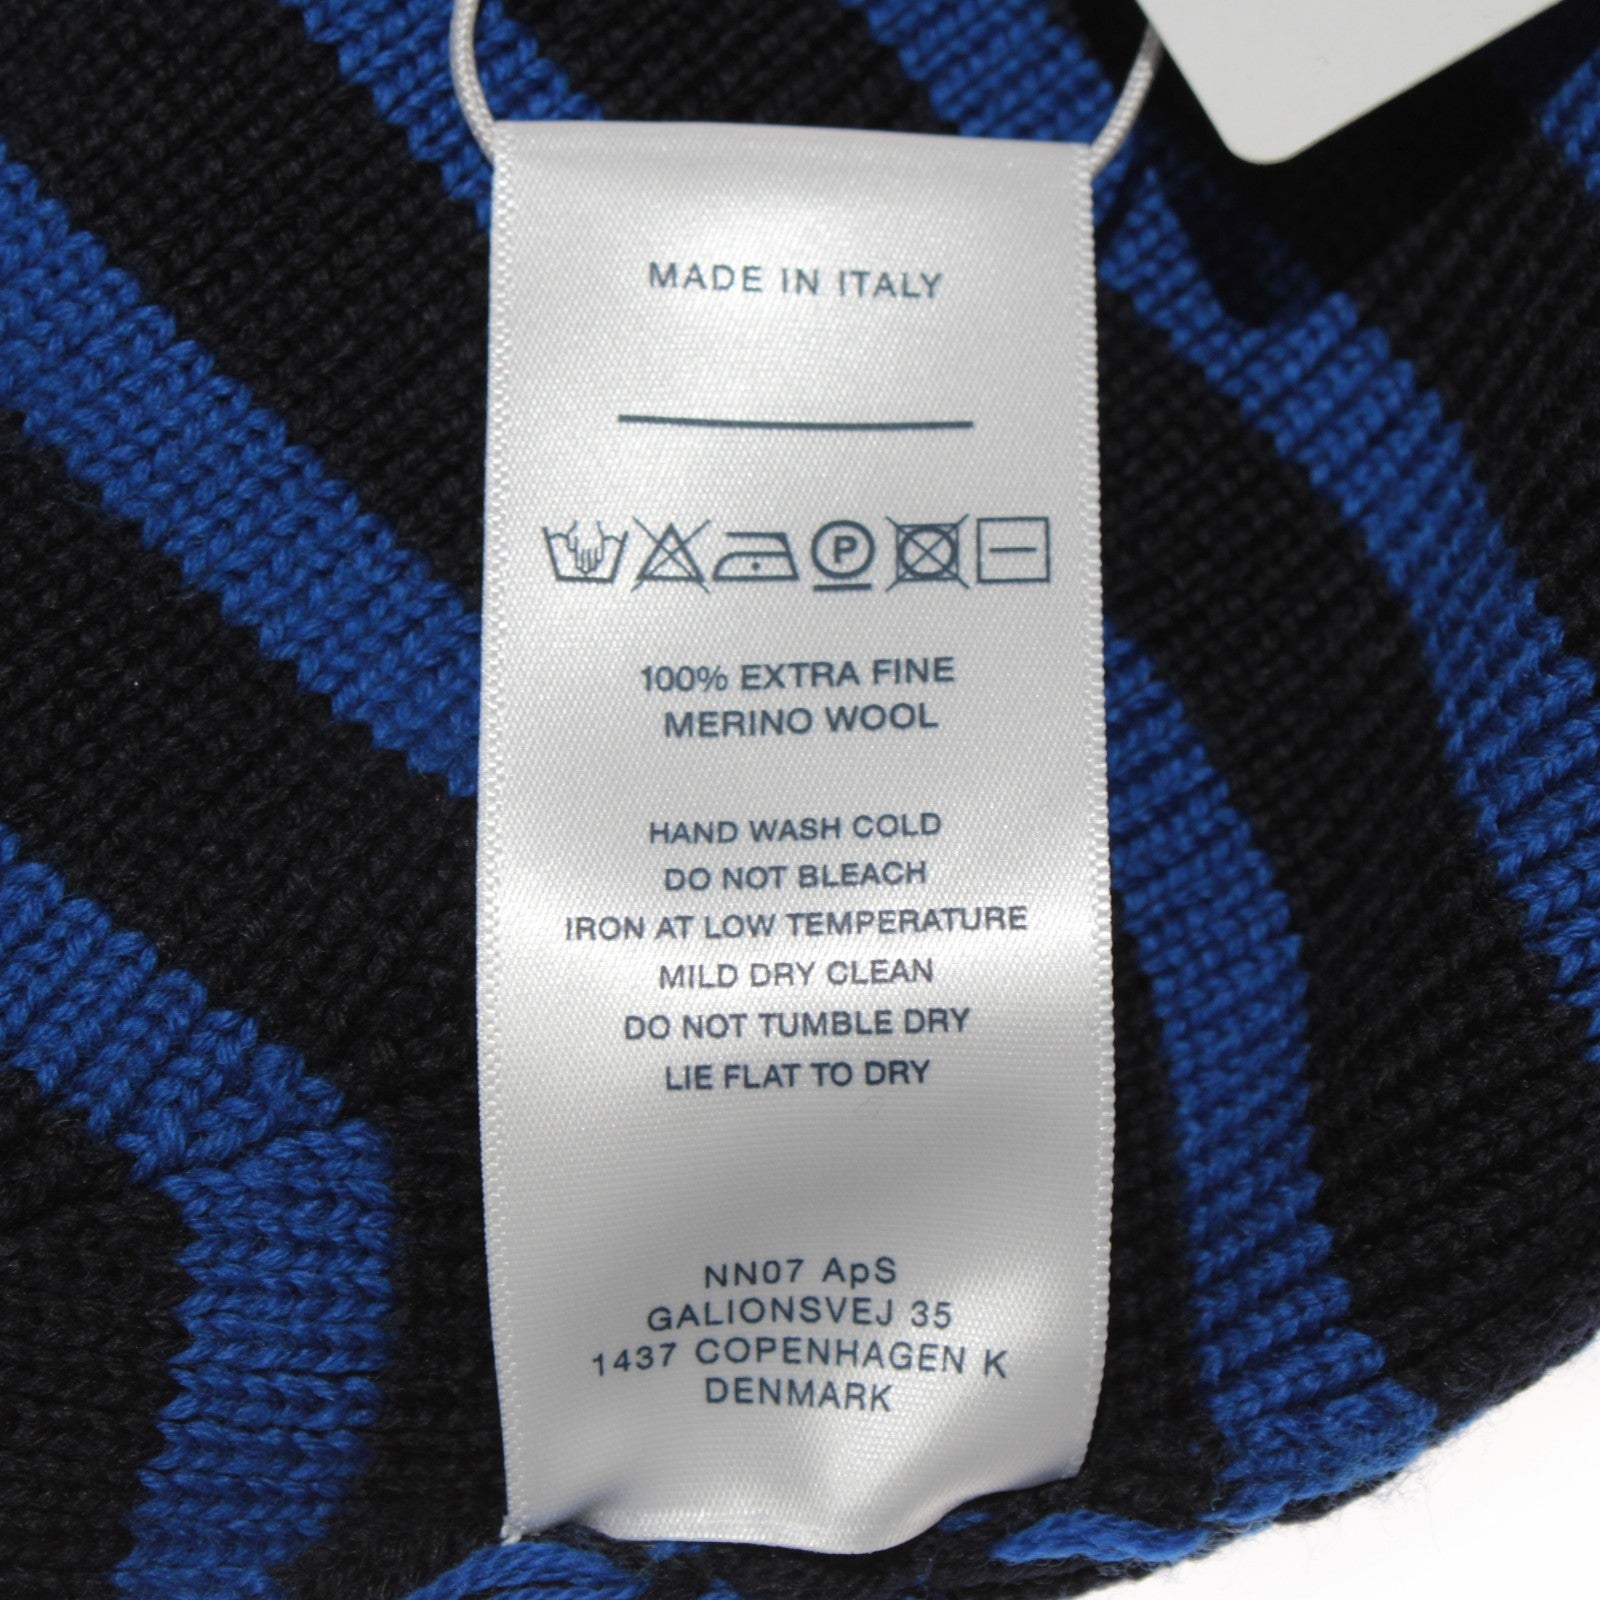 MADE IN ITALY
P
100% EXTRA FINE
MERINO WOOL
HAND WASH COLD
DO NOT BLEACH
IRON AT LOW TEMPERATURE
MILD DRY CLEAN
DO NOT TUMBLE DRY
LIE FLAT TO DRY
NN07 ApS
GALIONSVEJ 35
1437 COPENHAGEN K
DENMARK